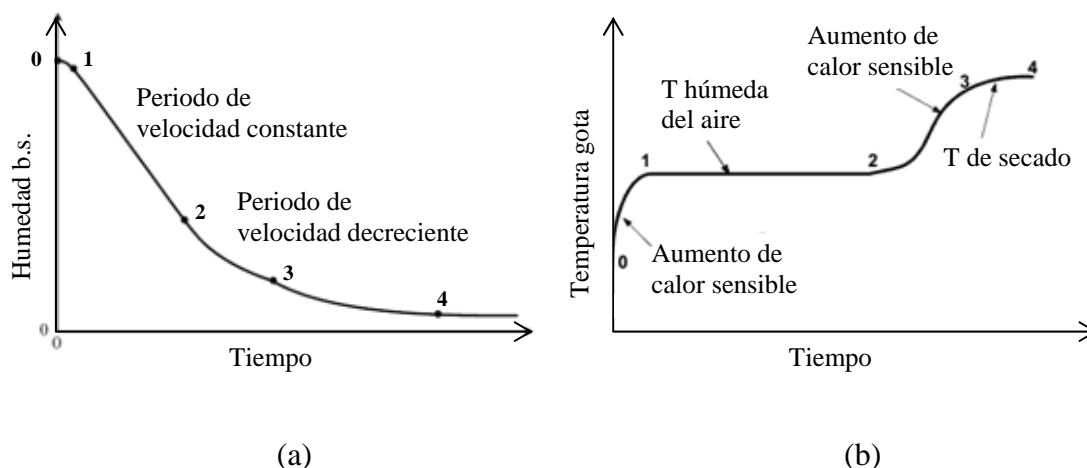 0
1
Periodo de
velocidad constante
2
Periodo de
velocidad decreciente
3
4
Humedad b.s.
0
0
Tiempo
(a)
Aumento de
calor sensible
3
4
T húmeda
del aire
1
2
T de secado
Temperatura gota
0
Aumento de
calor sensible
Tiempo
(b)